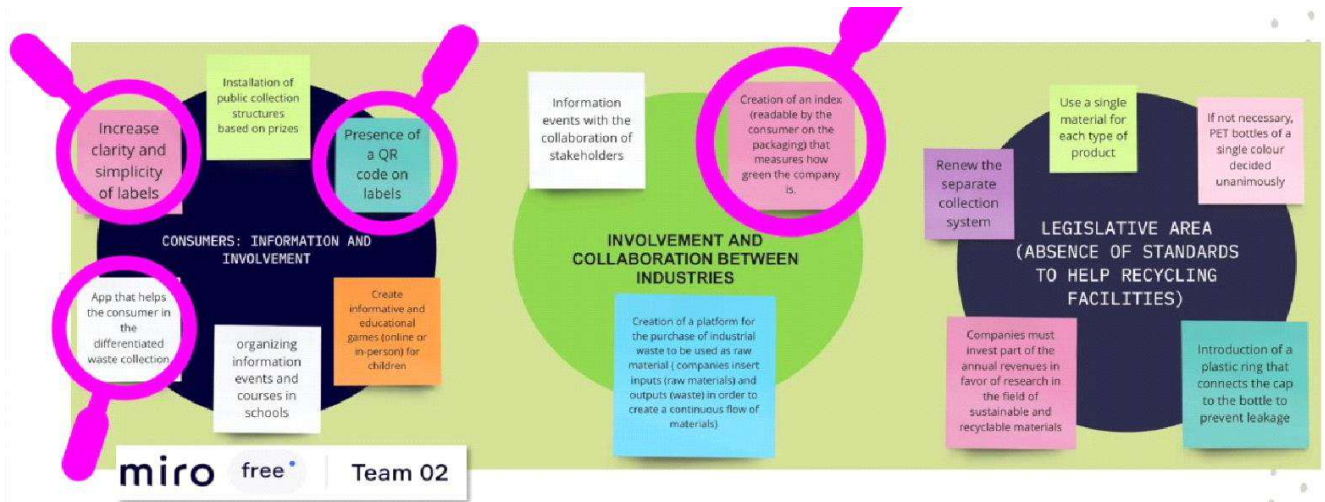 Increase
clarity and
simplicity
of labels
Installation of
public collection
structures
based on prizes
Presence of
a QR
code on
labels
CONSUMERS: INFORMATION AND
INVOLVEMENT
App that helps
the consumer in
the
differentiated
waste collection
organizing
information
events and
courses in
schools
Create
informative and
educational
games (online or
in-person) for
children
Information
events with the
collaboration of
stakeholders
Creation of an index
(readable by the
consumer on the
packaging) that
measures how
green the company
is.
INVOLVEMENT AND
COLLABORATION BETWEEN
INDUSTRIES
Creation of a platform for
the purchase of industrial
waste to be used as raw
material ( companies insert
inputs (raw materials) and
outputs (waste) in order to
create a continuous flow of
materials)
Renew the
separate
collection
system
Use a single
material for
each type of
product
If not necessary,
PET bottles of a
single colour
decided
unanimously
LEGISLATIVE AREA
(ABSENCE OF STANDARDS
TO HELP RECYCLING
FACILITIES)
Companies must
invest part of the
annual revenues in
favor of research in
the field of
sustainable and
recyclable materials
Introduction of a
plastic ring that
connects the cap
to the bottle to
prevent leakage
miro free Team 02